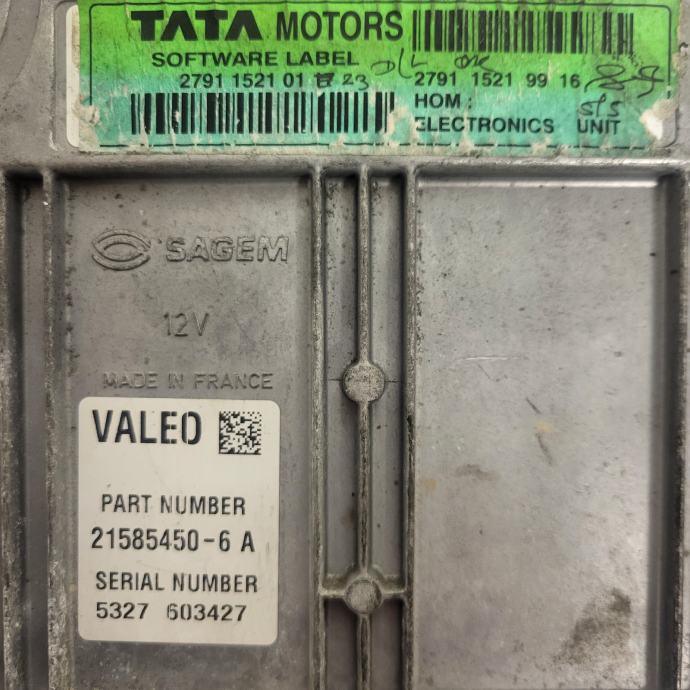 TATA MOTORS
SOFTWARE LABEL
2791 1521 01 23
2791 1521 99 16
HOM :
ELECTRONICS UNIT
SAGEM
12V
MADE IN FRANCE
VALEO
PART NUMBER
21585450-6 A
SERIAL NUMBER
5327 603427